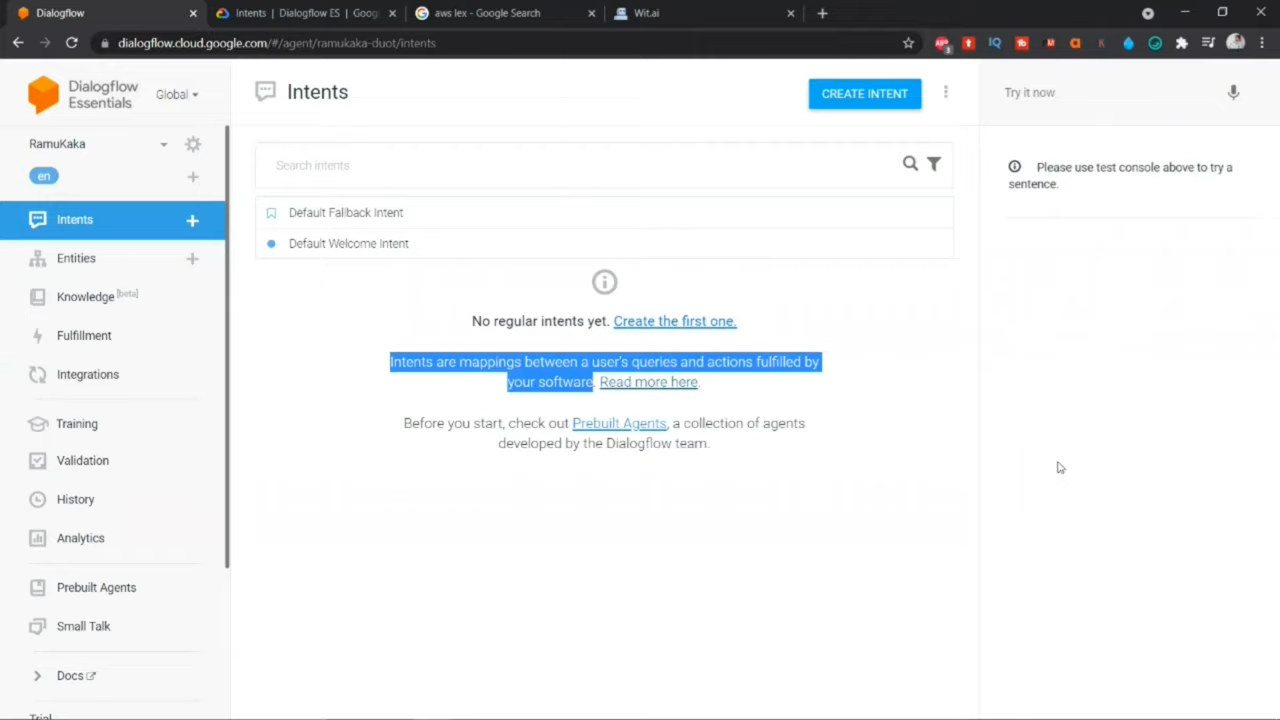 Dialogflow
Intents | Dialogflow ES | Goog
aws lex - Google Search
Wit.ai
dialogflow.cloud.google.com/#/agent/ramukaka-duot/intents
Dialogflow
Essentials
Global
Intents
CREATE INTENT
Try it now
RamuKaka
en
Search intents
Please use test console above to try a
sentence.
Intents
Default Fallback Intent
Default Welcome Intent
Entities
Knowledge [beta]
No regular intents yet. Create the first one.
Fulfillment
Intents are mappings between a user's queries and actions fulfilled by
your software. Read more here.
Integrations
Before you start, check out Prebuilt Agents, a collection of agents
developed by the Dialogflow team.
Training
Validation
History
Analytics
Prebuilt Agents
Small Talk
Docs
Trial